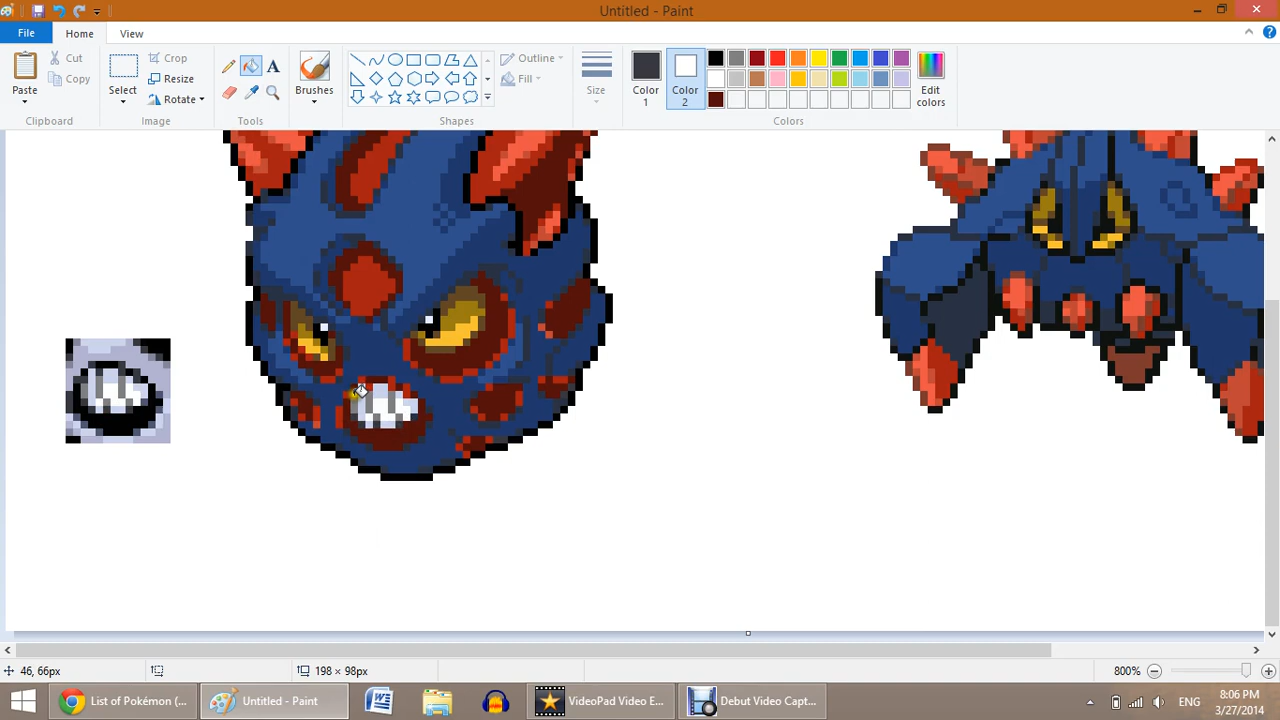 Untitled - Paint
File
Home
View
Paste
Cut
Copy
Clipboard
Select
Crop
Resize
Rotate
Image
A
Tools
Brushes
Outline
Fill
Shapes
Size
Color
1
Color
2
Edit
colors
Colors
46, 66px
198 × 98px
800%
List of Pokémon (...
Untitled - Paint
VideoPad Video E...
Debut Video Capt...
ENG
8:06 PM
3/27/2014